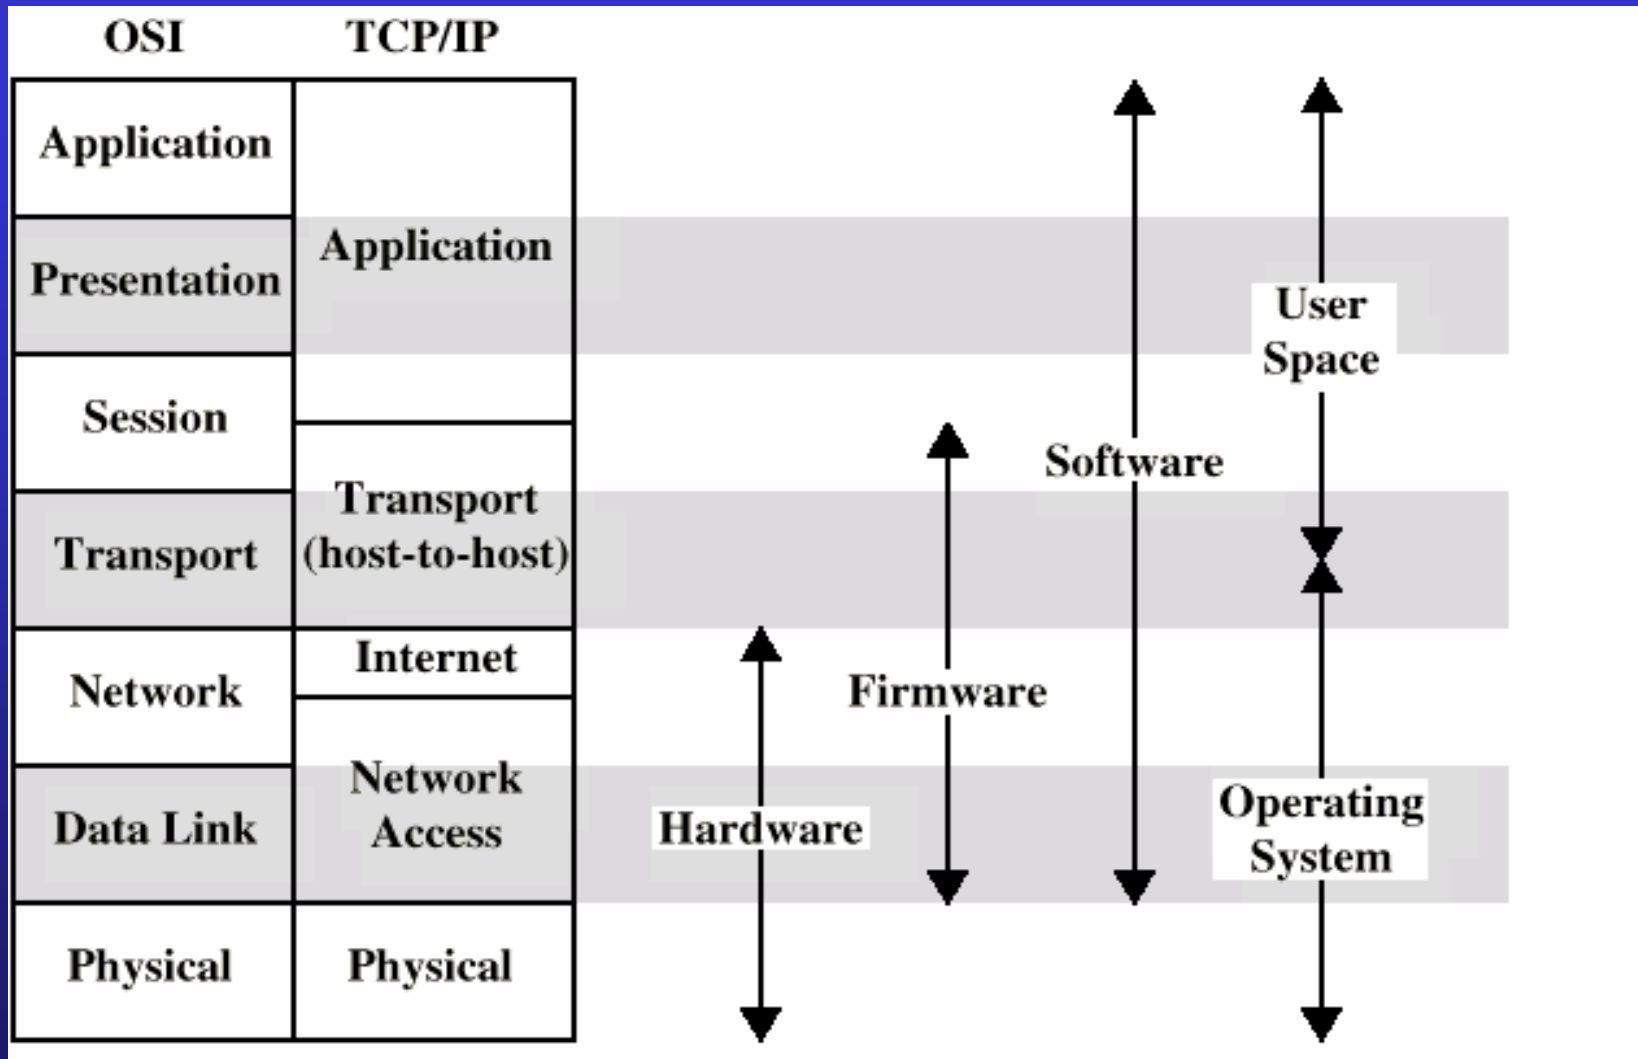 OSI
TCP/IP
Application
Presentation
Session
Transport
Network
Data Link
Physical
Application
Transport
(host-to-host)
Internet
Network
Access
Physical
Hardware
Firmware
Software
User
Space
Operating
System